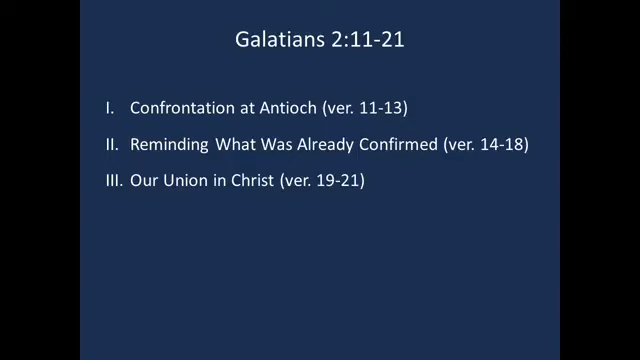 Galatians 2:11-21
I. Confrontation at Antioch (ver. 11-13)
II. Reminding What Was Already Confirmed (ver. 14-18)
III. Our Union in Christ (ver. 19-21)